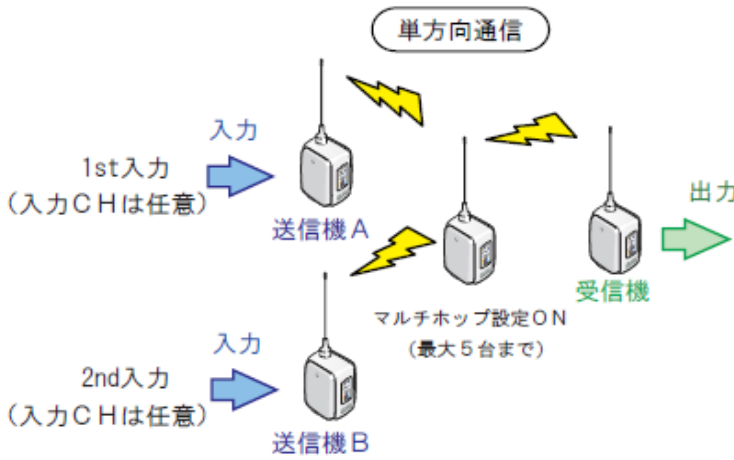 単方向通信
入力
1st入力
(入力CHは任意)
送信機A
出力
受信機
マルチホップ設定ON
(最大5台まで)
入力
2nd入力
(入力CHは任意)
送信機B